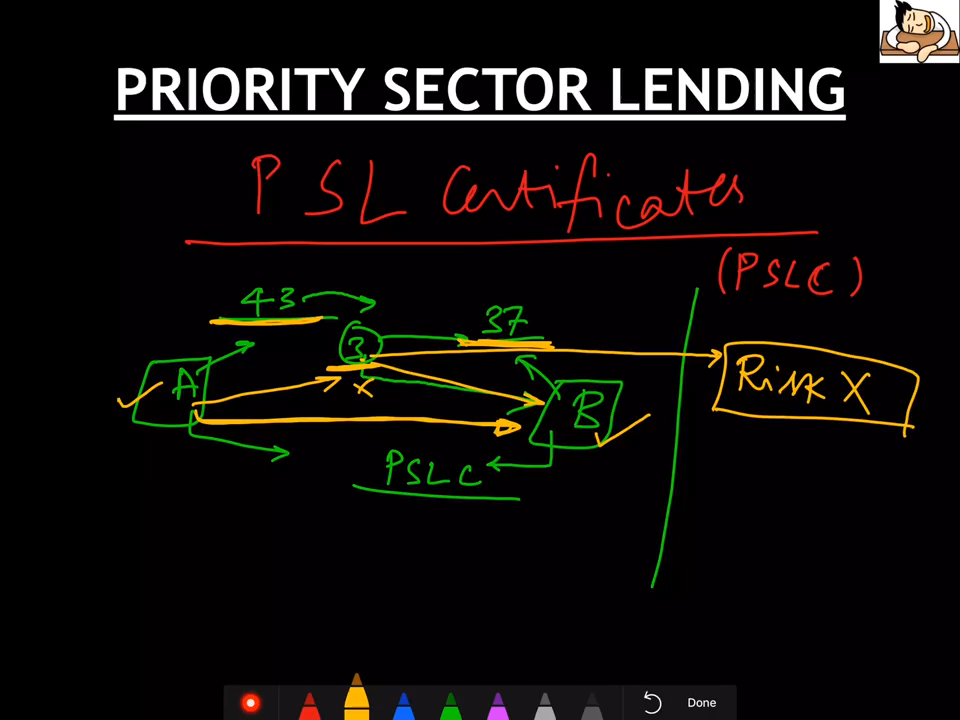 PRIORITY SECTOR LENDING
PSL Certificates
(PSLC)
43
3
37
A
X
B
Risk X
PSLC
Done